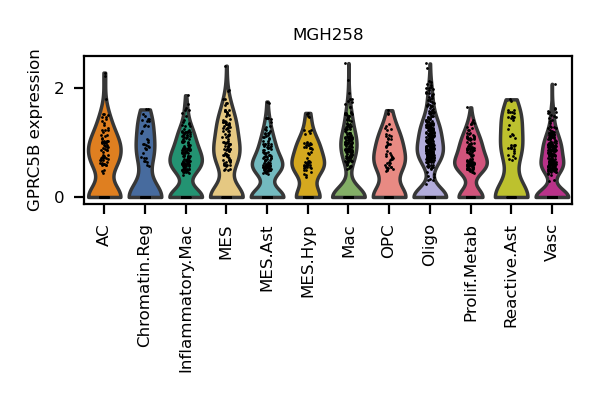 MGH258
GPRC5B expression
2
0
AC
Chromatin.Reg
Inflammatory.Mac
MES
MES.Ast
MES.Hyp
Mac
OPC
Oligo
Prolif.Metab
Reactive.Ast
Vasc